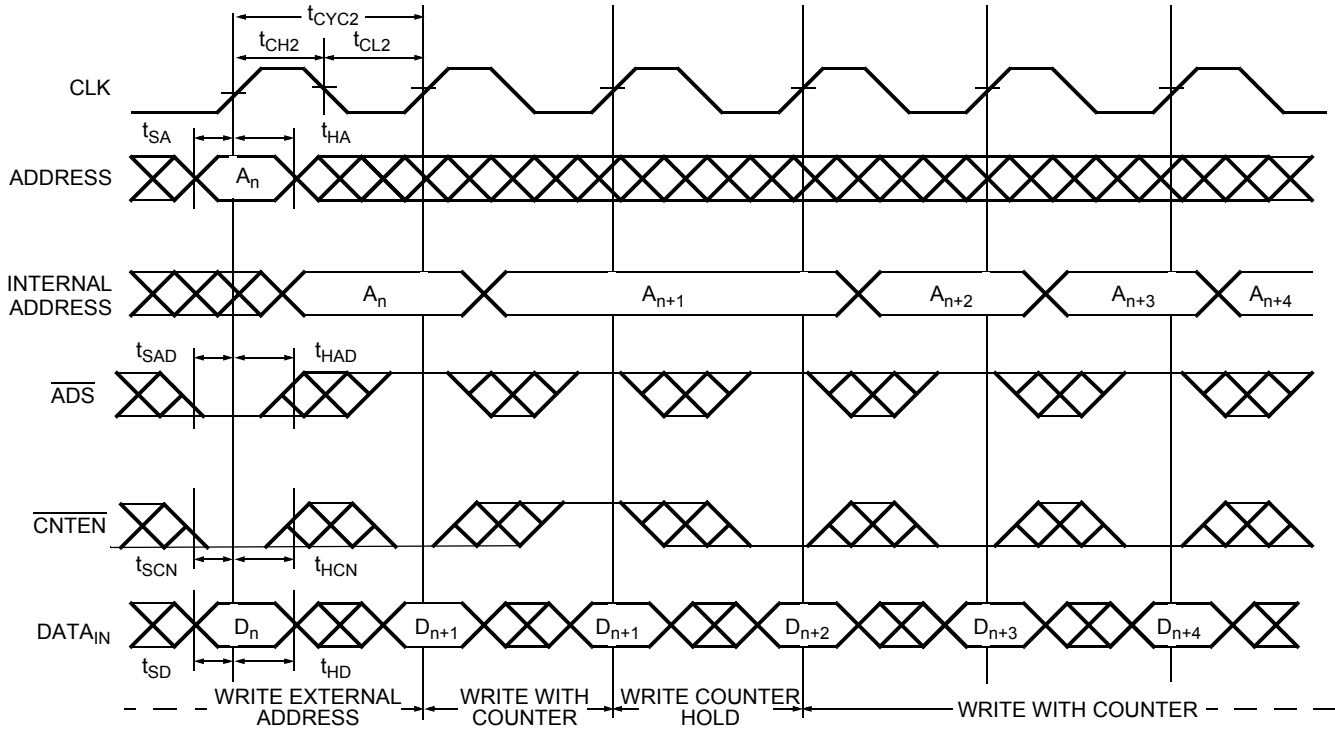 tCYC2
tCH2 tCL2
CLK
tSA tHA
ADDRESS An
INTERNAL
ADDRESS
An An+1 An+2 An+3 An+4
tSAD tHAD
ADS
CNTEN
tSCN tHCN
DATAIN Dn Dn+1 Dn+1 Dn+2 Dn+3 Dn+4
tSD tHD
WRITE EXTERNAL
ADDRESS
WRITE WITH
COUNTER
WRITE COUNTER
HOLD
WRITE WITH COUNTER